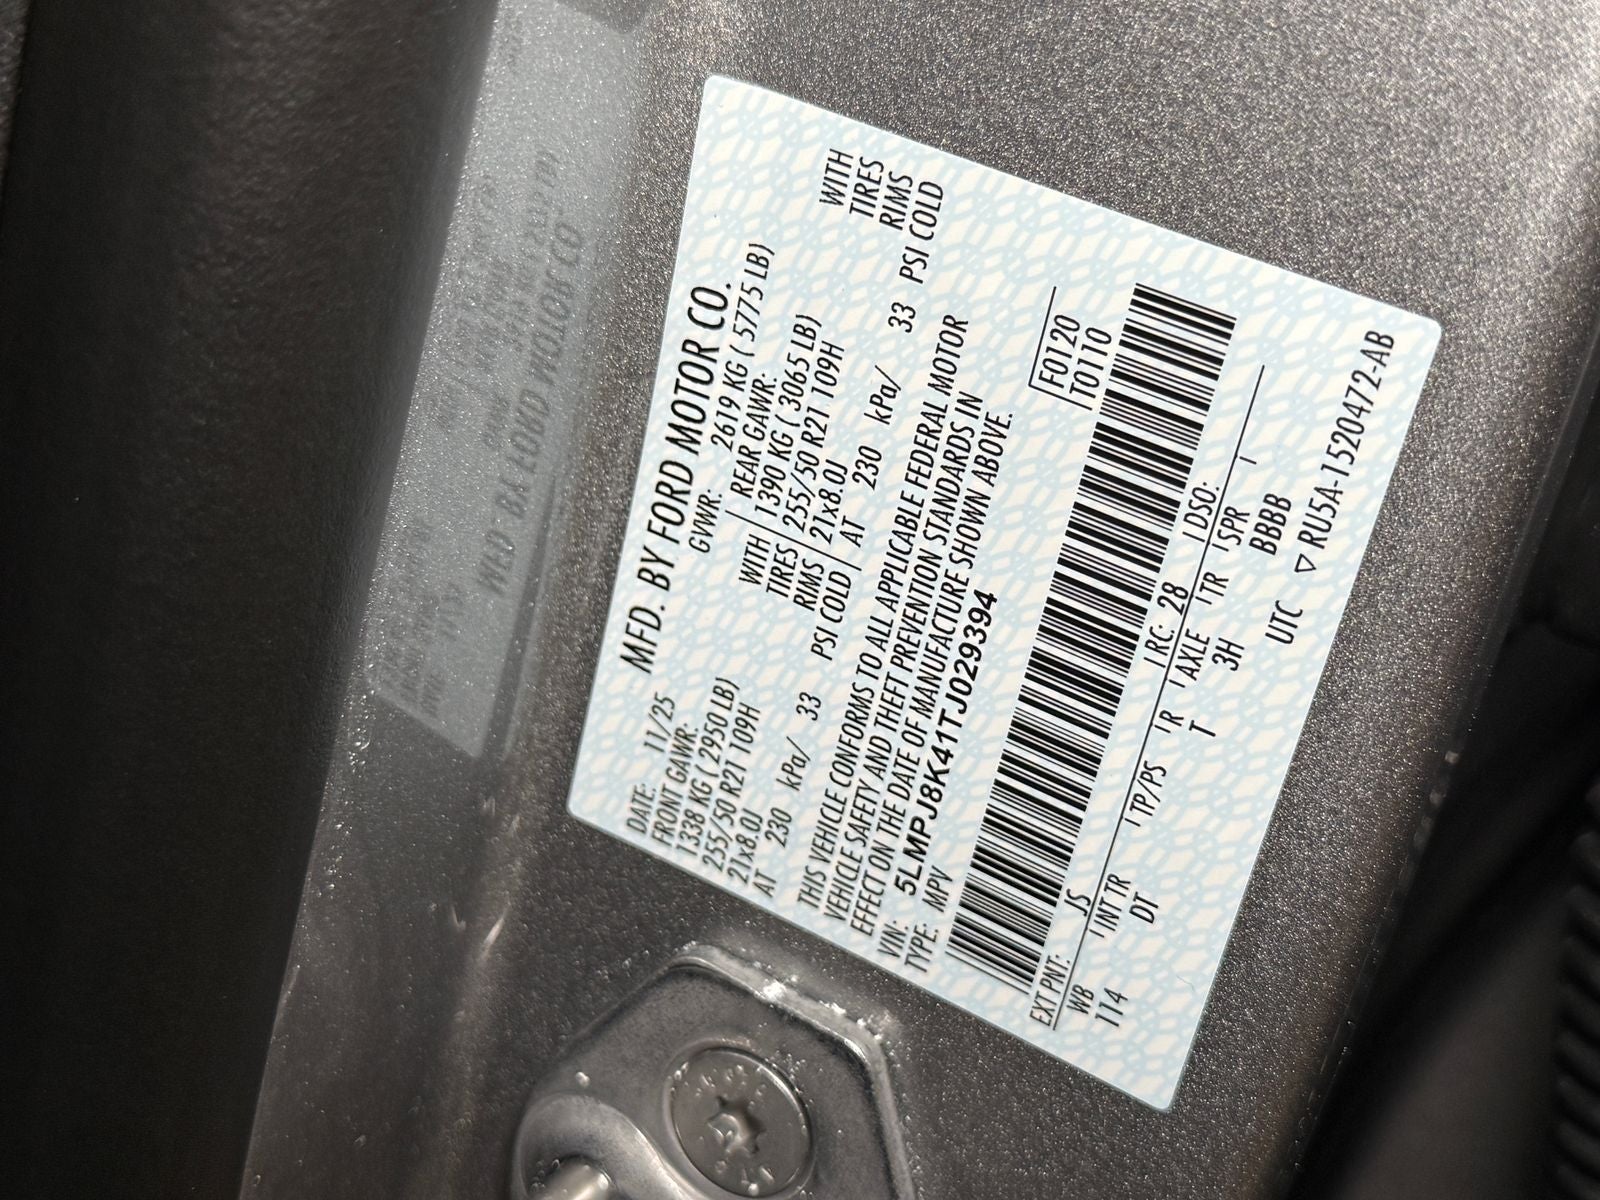 MFD. BY FORD MOTOR CO.
DATE: 11/25 GVWR: 2619 KG ( 5775 LB)
FRONT GAWR: REAR GAWR:
1338 KG ( 2950 LB) WITH 1390 KG ( 3065 LB) WITH
255/50 R21 109H TIRES 255/50 R21 109H TIRES
21x8.0J RIMS 21x8.0J RIMS
AT 230 kPa/ 33 PSI COLD AT 230 kPa/ 33 PSI COLD
THIS VEHICLE CONFORMS TO ALL APPLICABLE FEDERAL MOTOR
VEHICLE SAFETY AND THEFT PREVENTION STANDARDS IN
EFFECT ON THE DATE OF MANUFACTURE SHOWN ABOVE.
VIN: 5LMPJ8K41TJ029394 F0120
TYPE: MPV T0110
EXT PNT: JS RC: 28 DSO:
WB INT TR TP/PS R AXLE TR SPR
114 DT T 3H BBBB
UTC ▽ RU5A-1520472-AB